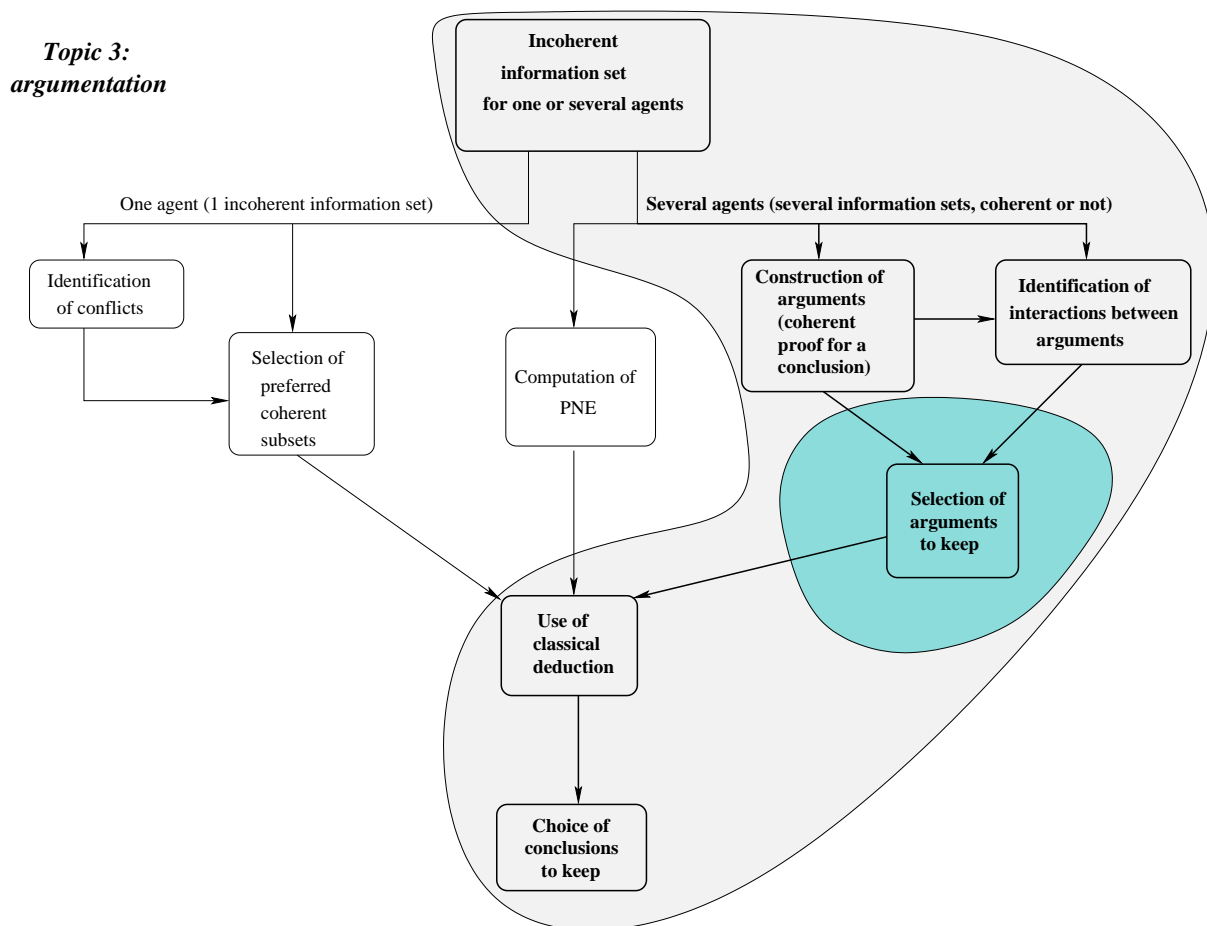 Topic 3:
argumentation
Incoherent
information set
for one or several agents
One agent (1 incoherent information set)
Several agents (several information sets, coherent or not)
Identification
of conflicts
Selection of
preferred
coherent
subsets
Computation of
PNE
Construction of
arguments
(coherent
proof for a
conclusion)
Identification of
interactions between
arguments
Selection of
arguments
to keep
Use of
classical
deduction
Choice of
conclusions
to keep